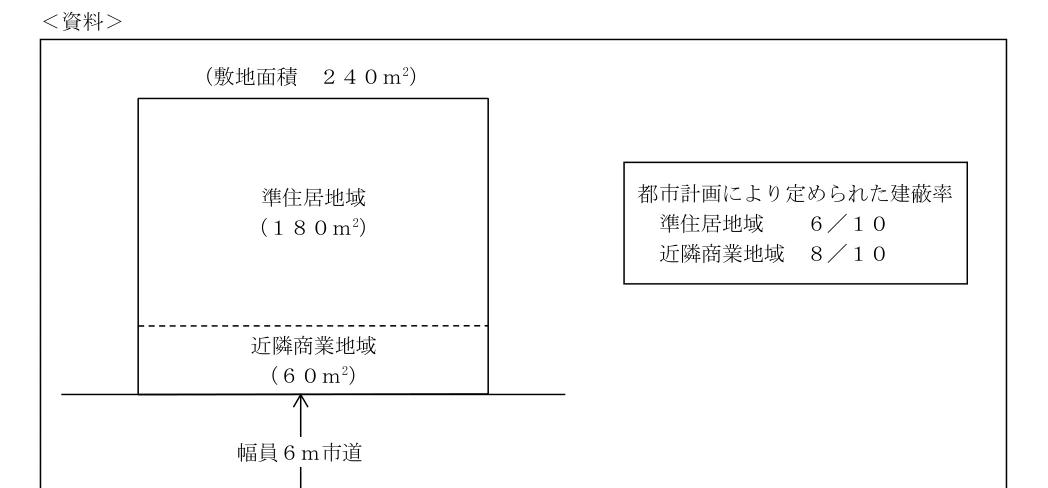 ＜資料＞
（敷地面積　２４０㎡）
準住居地域
（１８０㎡）
都市計画により定められた建蔽率
準住居地域　　６／１０
近隣商業地域　８／１０
近隣商業地域
（６０㎡）
幅員６ｍ市道